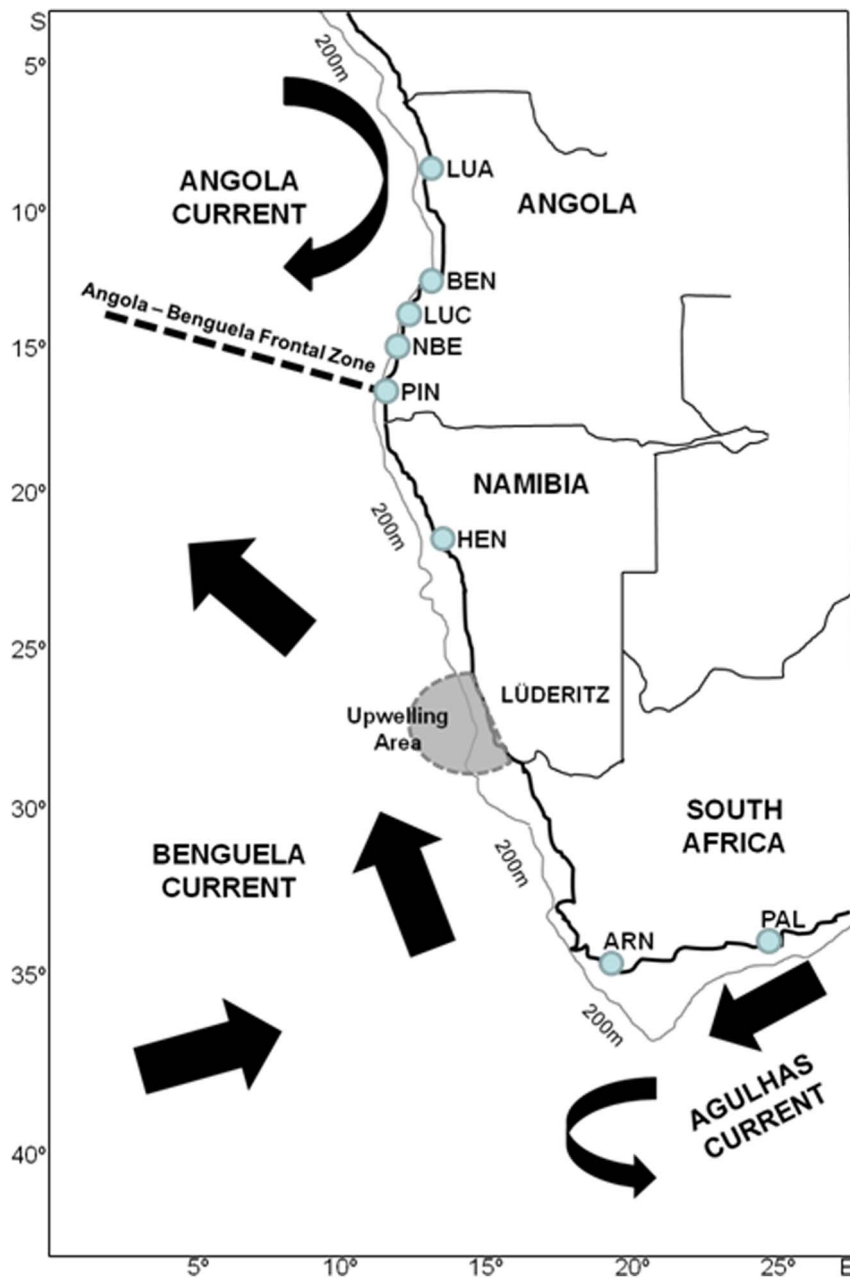 S
5º
200m
LUA
ANGOLA
CURRENT
ANGOLA
10º
BEN
Angola – Benguela Frontal Zone
LUC
15º
NBE
PIN
NAMIBIA
20º
200m
HEN
25º
LÜDERITZ
Upwelling
Area
30º
SOUTH
AFRICA
BENGUELA
CURRENT
200m
PAL
ARN
35º
200m
AGULHAS
CURRENT
40º
5º 10º 15º 20º 25º E